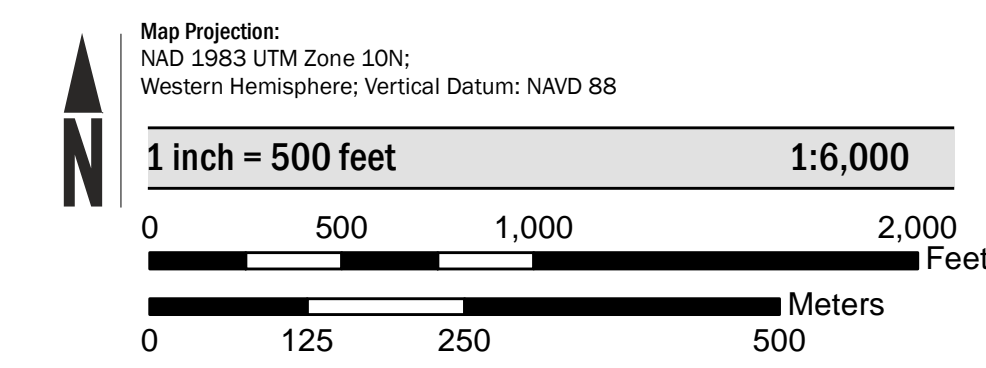 Map Projection:
NAD 1983 UTM Zone 10N;
Western Hemisphere; Vertical Datum: NAVD 88
N
1 inch = 500 feet 1:6,000
0 500 1,000 2,000
Feet
Meters
0 125 250 500